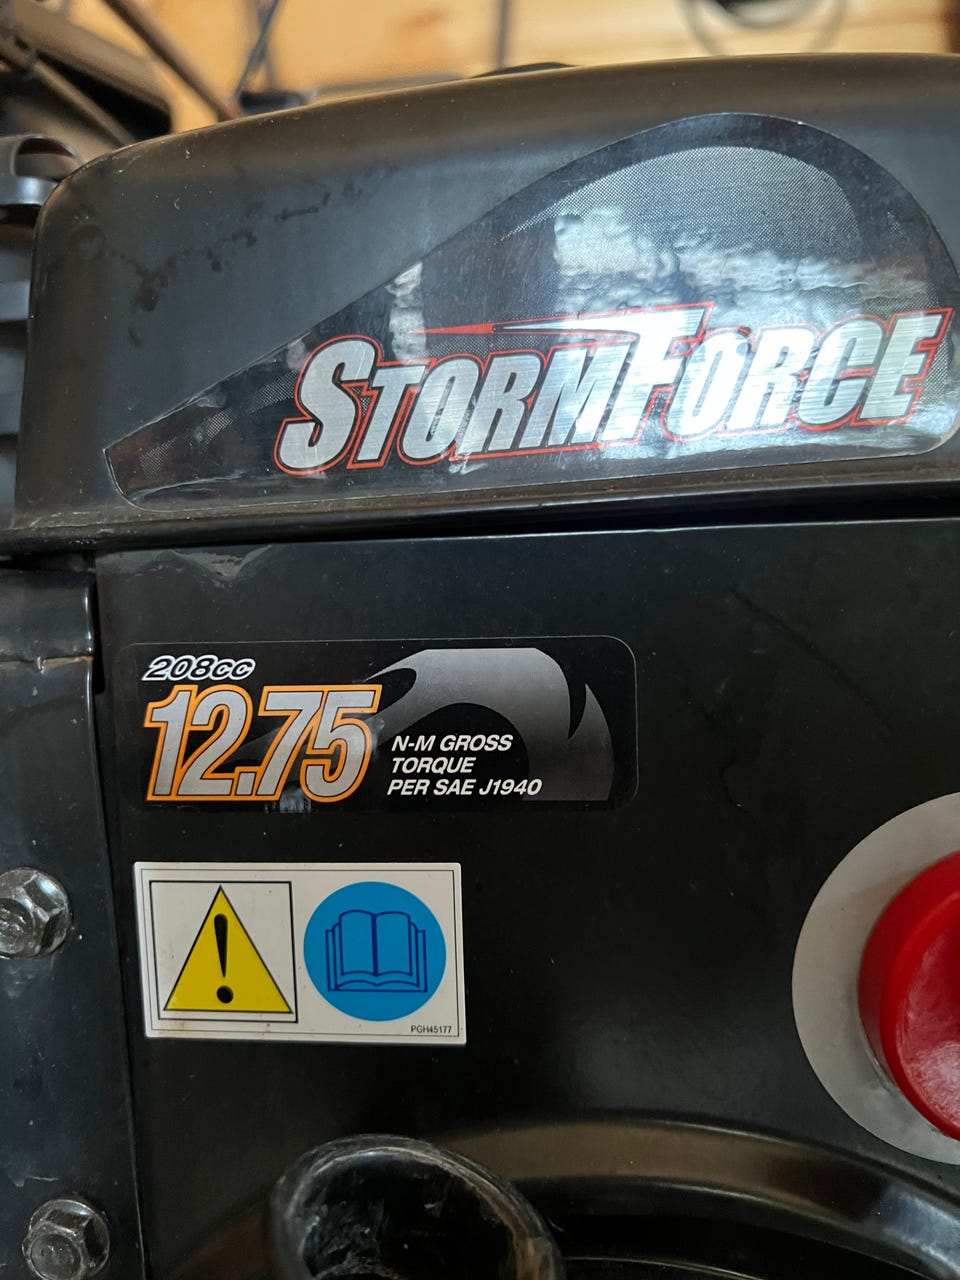 STORMFORCE
208cc
12.75
N-M GROSS
TORQUE
PER SAE J1940
PGH45177